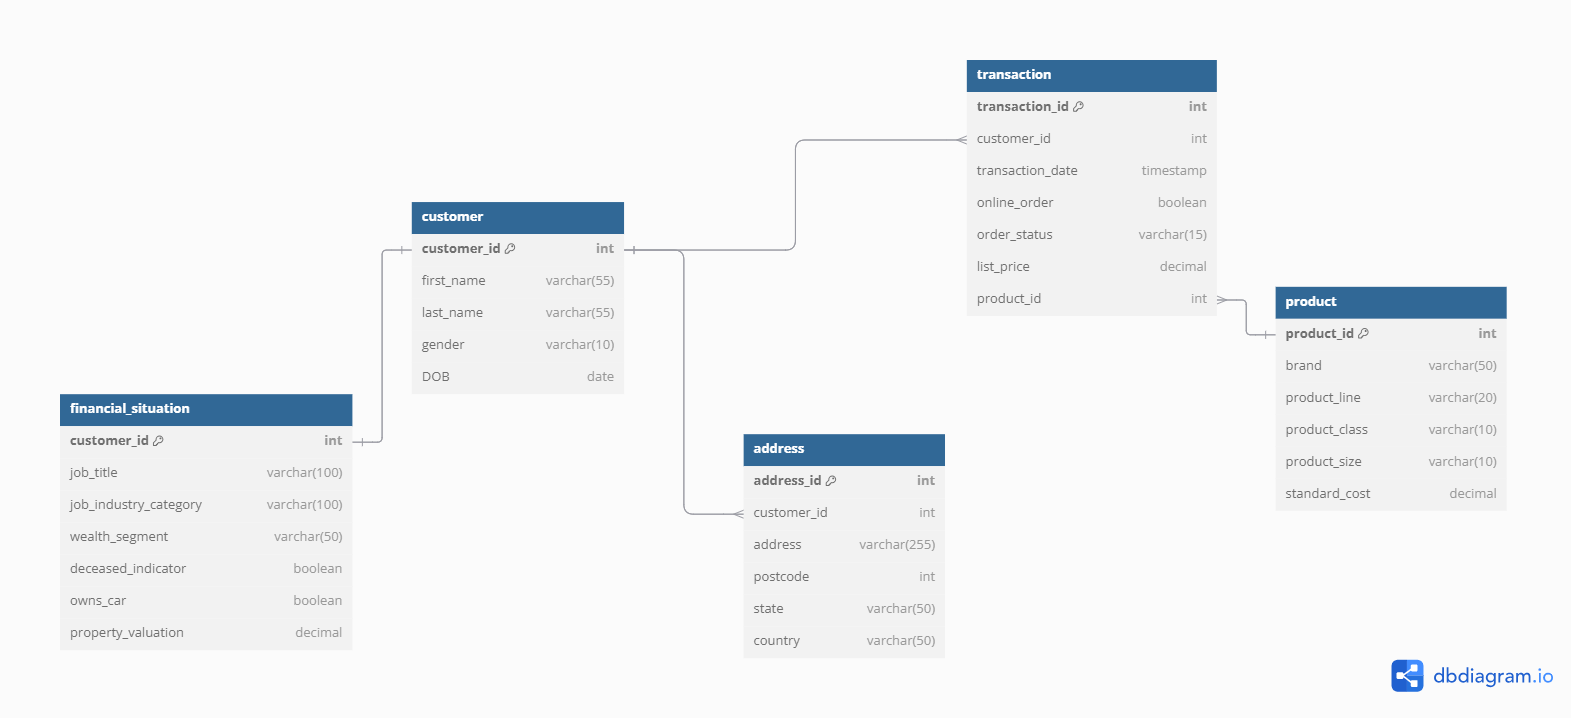 transaction
transaction_id int
customer_id int
transaction_date timestamp
online_order boolean
order_status varchar(15)
list_price decimal
product_id int
customer
customer_id int
first_name varchar(55)
last_name varchar(55)
gender varchar(10)
DOB date
product
product_id int
brand varchar(50)
product_line varchar(20)
product_class varchar(10)
product_size varchar(10)
standard_cost decimal
financial_situation
customer_id int
job_title varchar(100)
job_industry_category varchar(100)
wealth_segment varchar(50)
deceased_indicator boolean
owns_car boolean
property_valuation decimal
address
address_id int
customer_id int
address varchar(255)
postcode int
state varchar(50)
country varchar(50)
dbdiagram.io